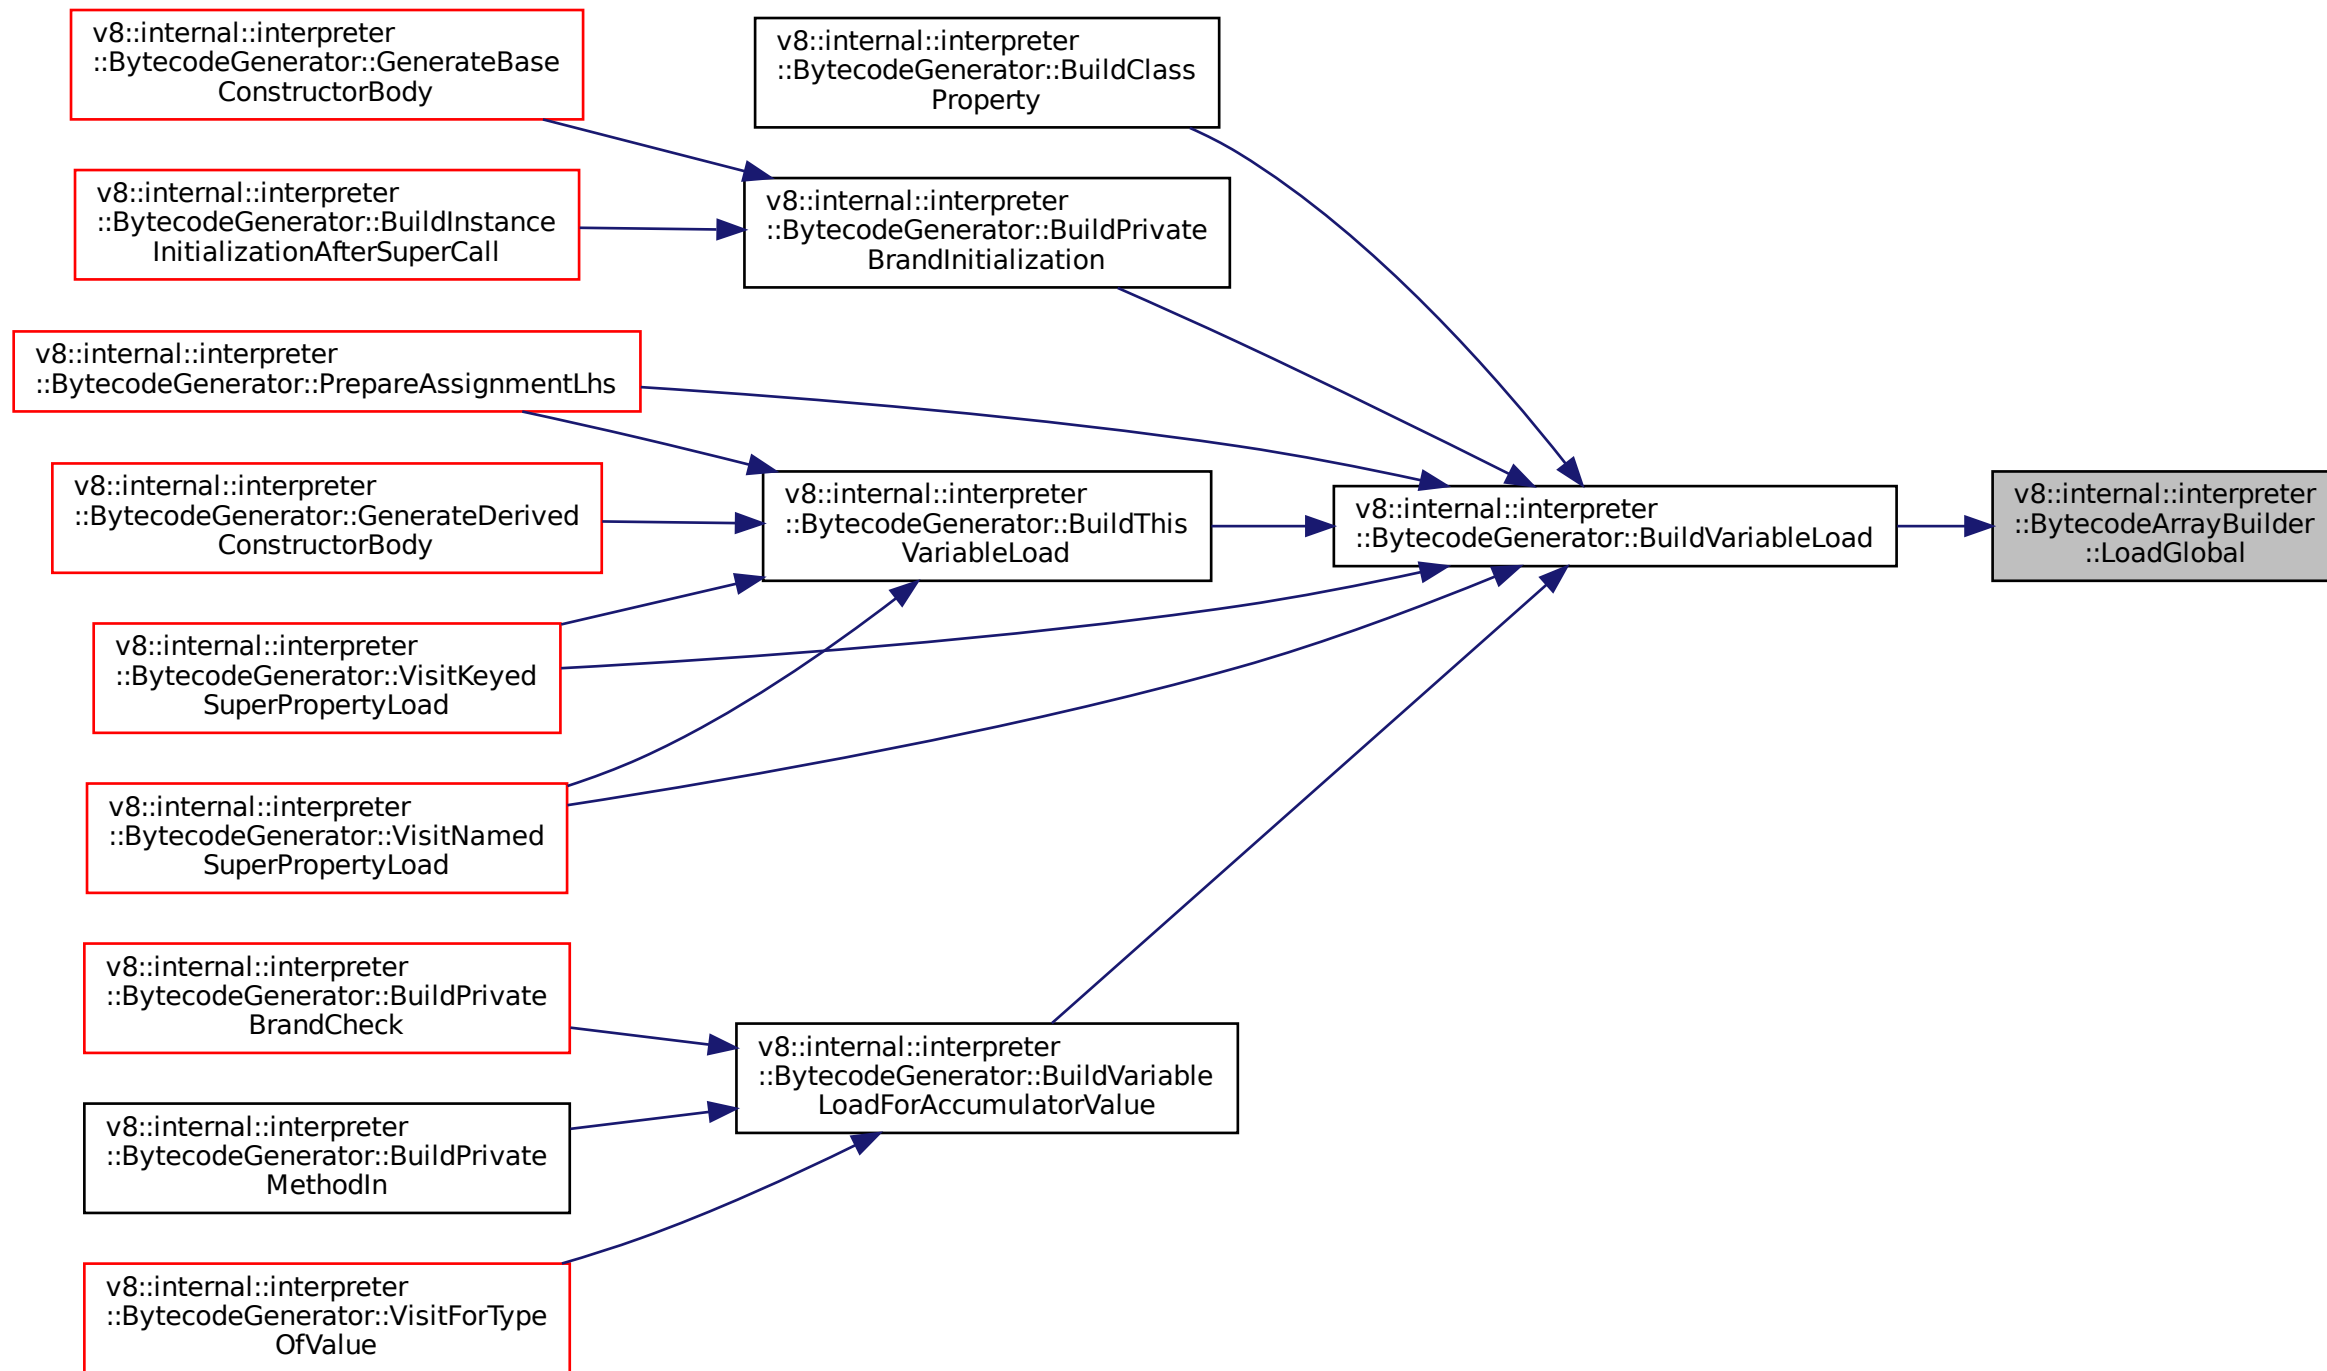 v8::internal::interpreter
::BytecodeGenerator::GenerateBase
ConstructorBody
v8::internal::interpreter
::BytecodeGenerator::BuildClass
Property
v8::internal::interpreter
::BytecodeGenerator::BuildInstance
InitializationAfterSuperCall
v8::internal::interpreter
::BytecodeGenerator::BuildPrivate
BrandInitialization
v8::internal::interpreter
::BytecodeGenerator::PrepareAssignmentLhs
v8::internal::interpreter
::BytecodeGenerator::GenerateDerived
ConstructorBody
v8::internal::interpreter
::BytecodeGenerator::BuildThis
VariableLoad
v8::internal::interpreter
::BytecodeGenerator::BuildVariableLoad
v8::internal::interpreter
::BytecodeArrayBuilder
::LoadGlobal
v8::internal::interpreter
::BytecodeGenerator::VisitKeyed
SuperPropertyLoad
v8::internal::interpreter
::BytecodeGenerator::VisitNamed
SuperPropertyLoad
v8::internal::interpreter
::BytecodeGenerator::BuildPrivate
BrandCheck
v8::internal::interpreter
::BytecodeGenerator::BuildVariable
LoadForAccumulatorValue
v8::internal::interpreter
::BytecodeGenerator::BuildPrivate
MethodIn
v8::internal::interpreter
::BytecodeGenerator::VisitForType
OfValue